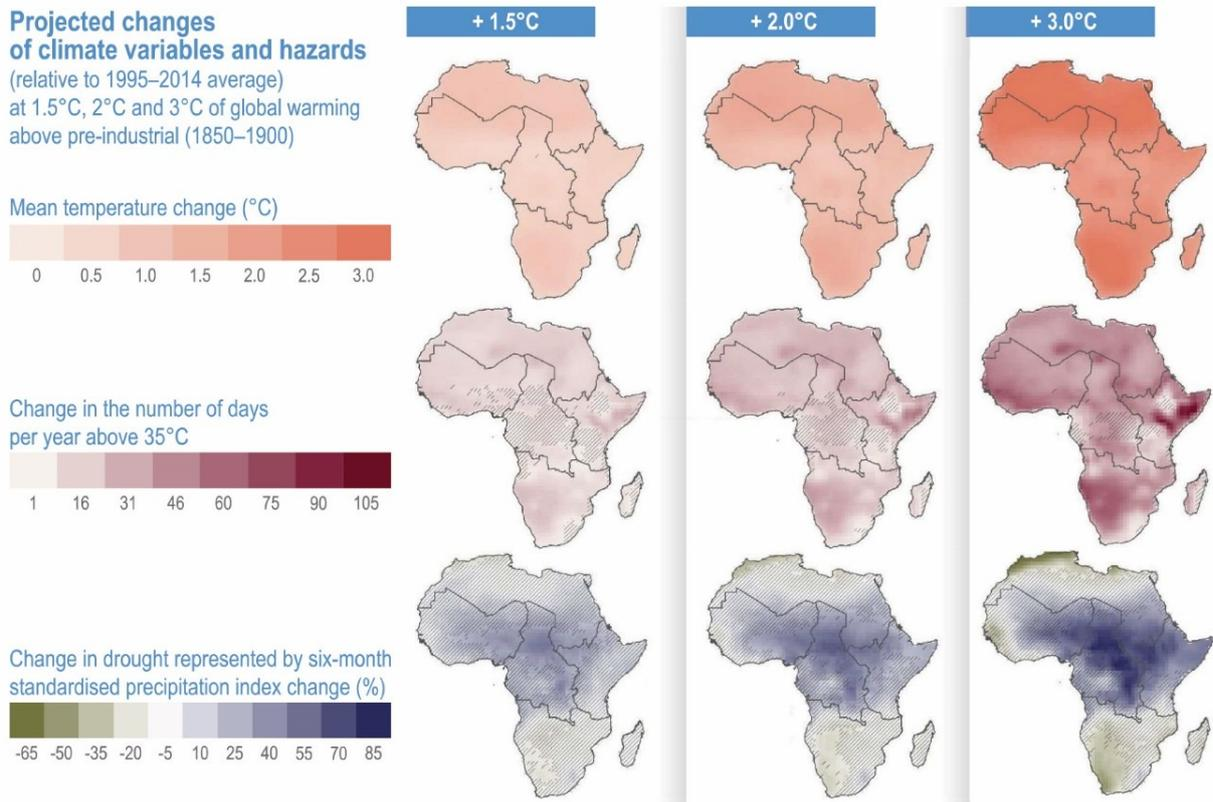 Projected changes
of climate variables and hazards
(relative to 1995–2014 average)
at 1.5°C, 2°C and 3°C of global warming
above pre-industrial (1850–1900)
+ 1.5°C
+ 2.0°C
+ 3.0°C
Mean temperature change (°C)
0 0.5 1.0 1.5 2.0 2.5 3.0
Change in the number of days
per year above 35°C
1 16 31 46 60 75 90 105
Change in drought represented by six-month
standardised precipitation index change (%)
-65 -50 -35 -20 -5 10 25 40 55 70 85